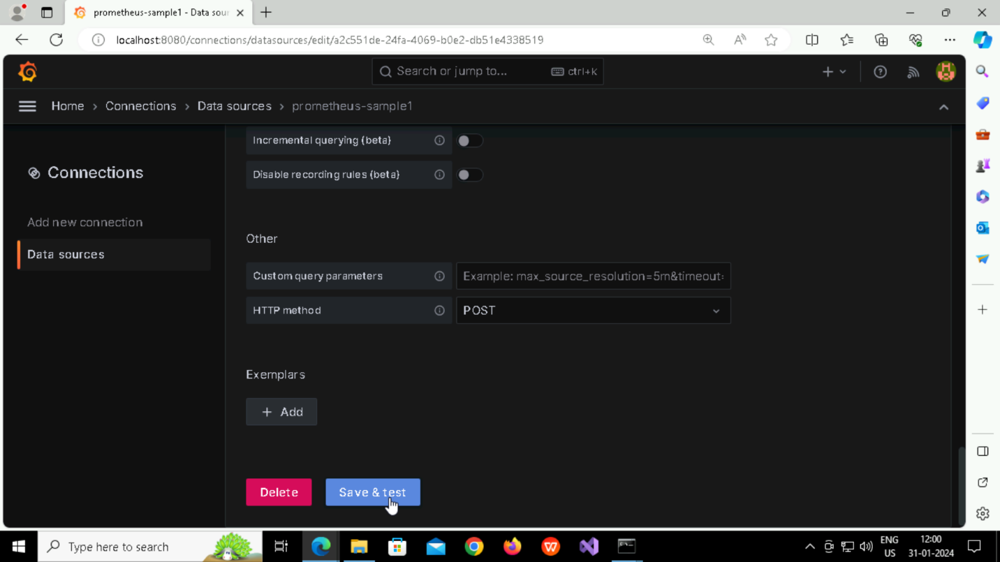 prometheus-sample1 - Data sour
localhost:8080/connections/datasources/edit/a2c551de-24fa-4069-b0e2-db51e4338519
Search or jump to... ctrl+k
Home › Connections › Data sources › prometheus-sample1
Connections
Add new connection
Data sources
Incremental querying (beta)
Disable recording rules (beta)
Other
Custom query parameters
Example: max_source_resolution=5m&timeout=
HTTP method
POST
Exemplars
+ Add
Delete
Save & test
Type here to search
ENG
US
12:00
31-01-2024